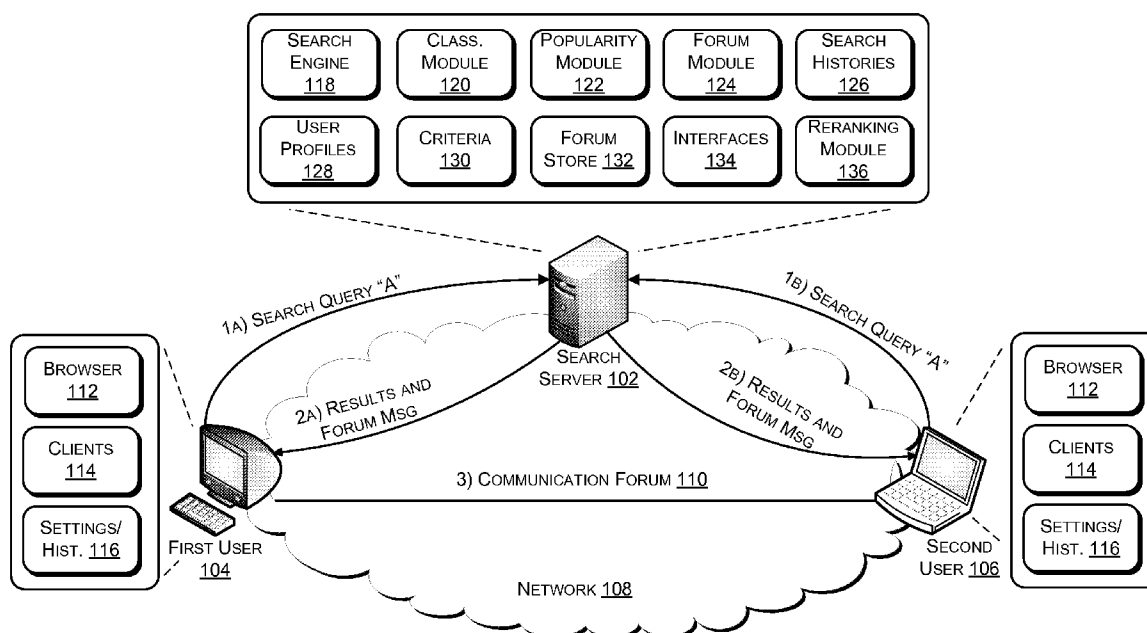 SEARCH
ENGINE
118
CLASS.
MODULE
120
POPULARITY
MODULE
122
FORUM
MODULE
124
SEARCH
HISTORIES
126
USER
PROFILES
128
CRITERIA
130
FORUM
STORE 132
INTERFACES
134
RERANKING
MODULE
136
1A) SEARCH QUERY "A"
1B) SEARCH QUERY "A"
SEARCH
SERVER 102
2A) RESULTS AND
FORUM MSG
2B) RESULTS AND
FORUM MSG
BROWSER
112
CLIENTS
114
SETTINGS/
HIST. 116
FIRST USER
104
3) COMMUNICATION FORUM 110
NETWORK 108
SECOND
USER 106
BROWSER
112
CLIENTS
114
SETTINGS/
HIST. 116